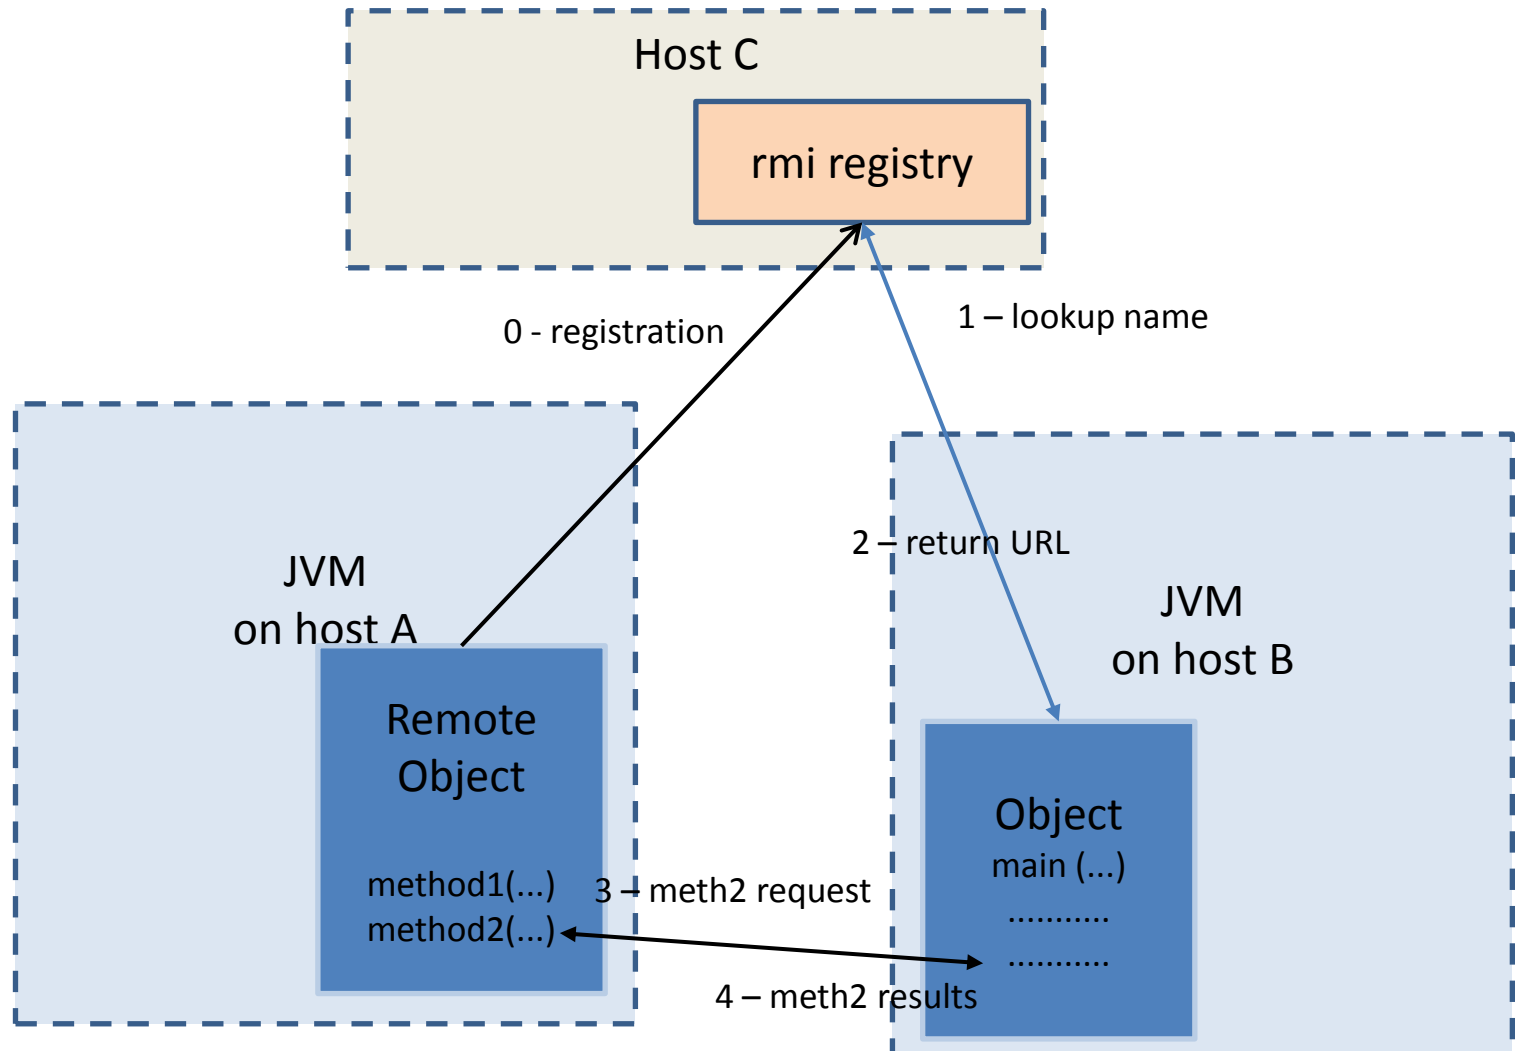 Host C
rmi registry
0 - registration
1 – lookup name
2 – return URL
JVM
on host A
JVM
on host B
Remote
Object
method1(...)
method2(...)
Object
main (...)
...........
...........
3 – meth2 request
4 – meth2 results